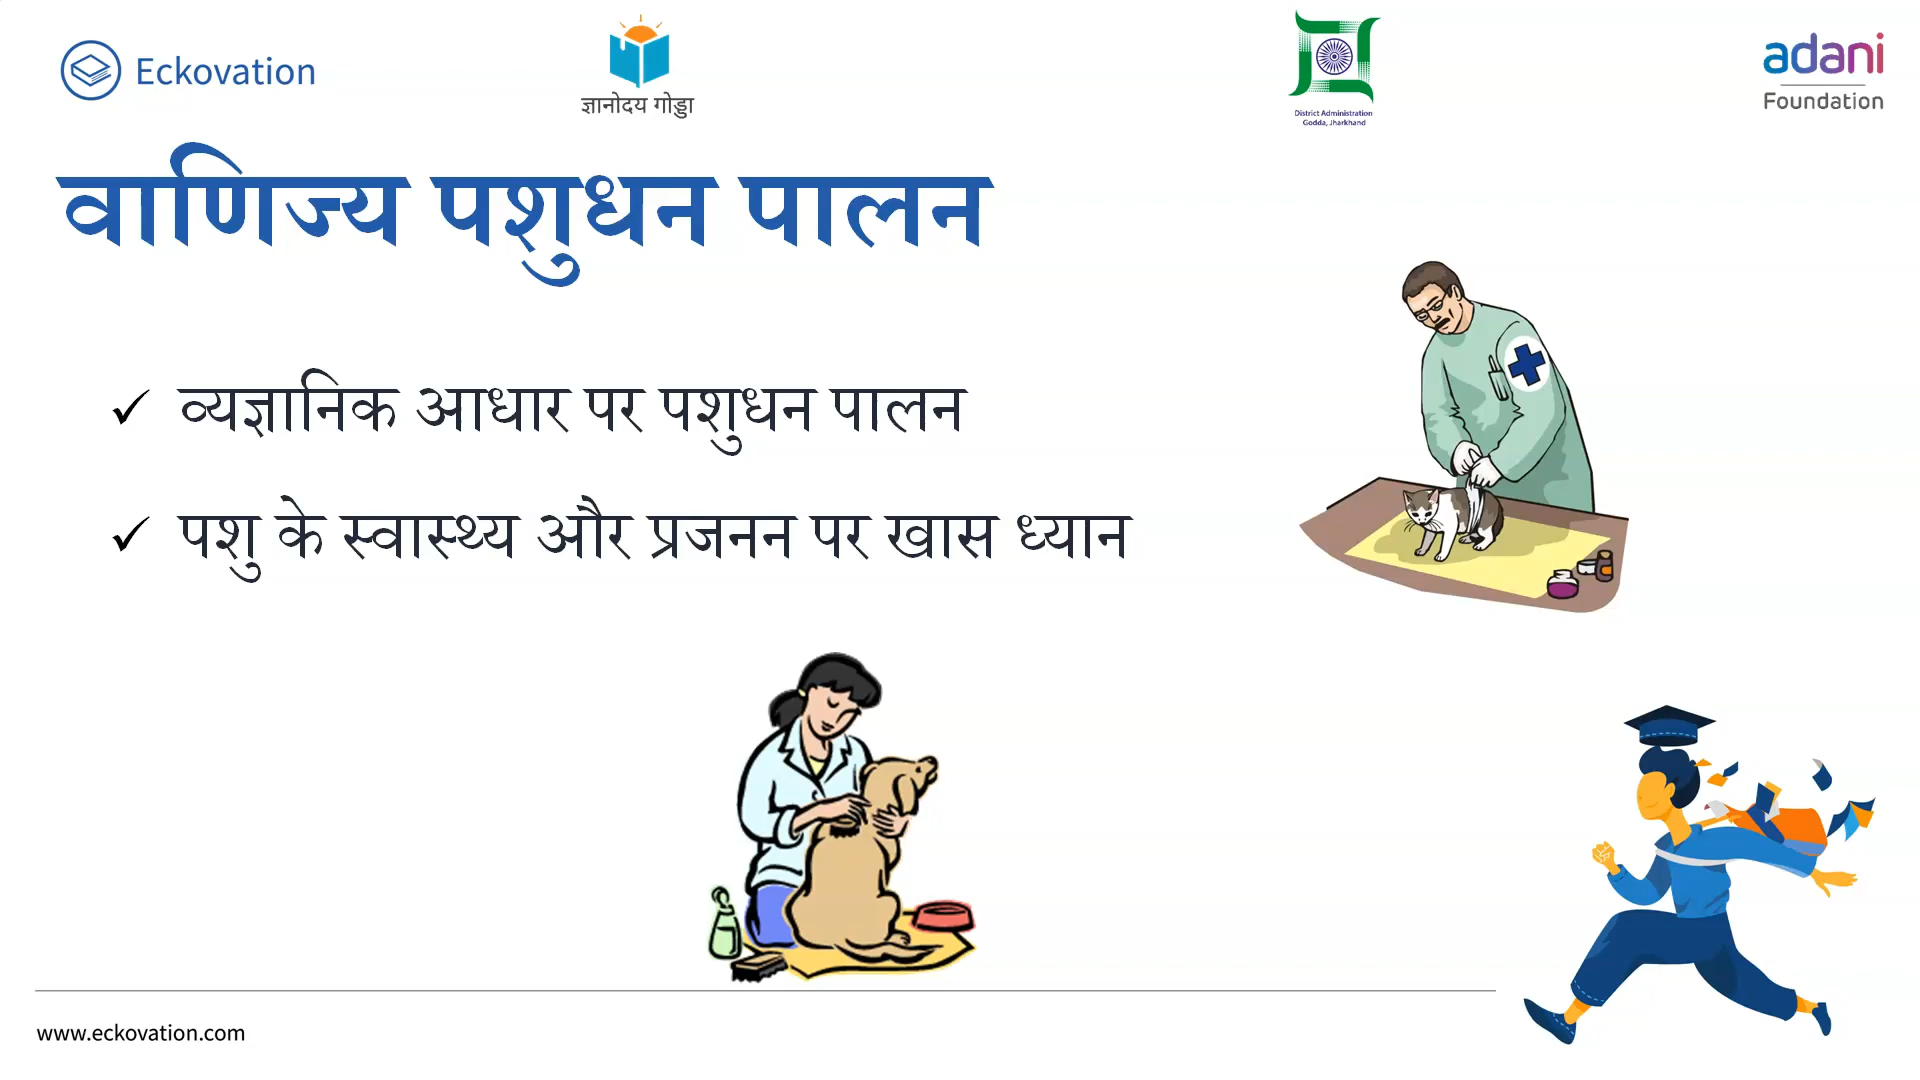 Eckovation
ज्ञानोदय गोड्डा
District Administration
Godda, Jharkhand
adani
Foundation
वाणिज्य पशुधन पालन
✓ व्यज्ञानिक आधार पर पशुधन पालन
✓ पशु के स्वास्थ्य और प्रजनन पर खास ध्यान
www.eckovation.com